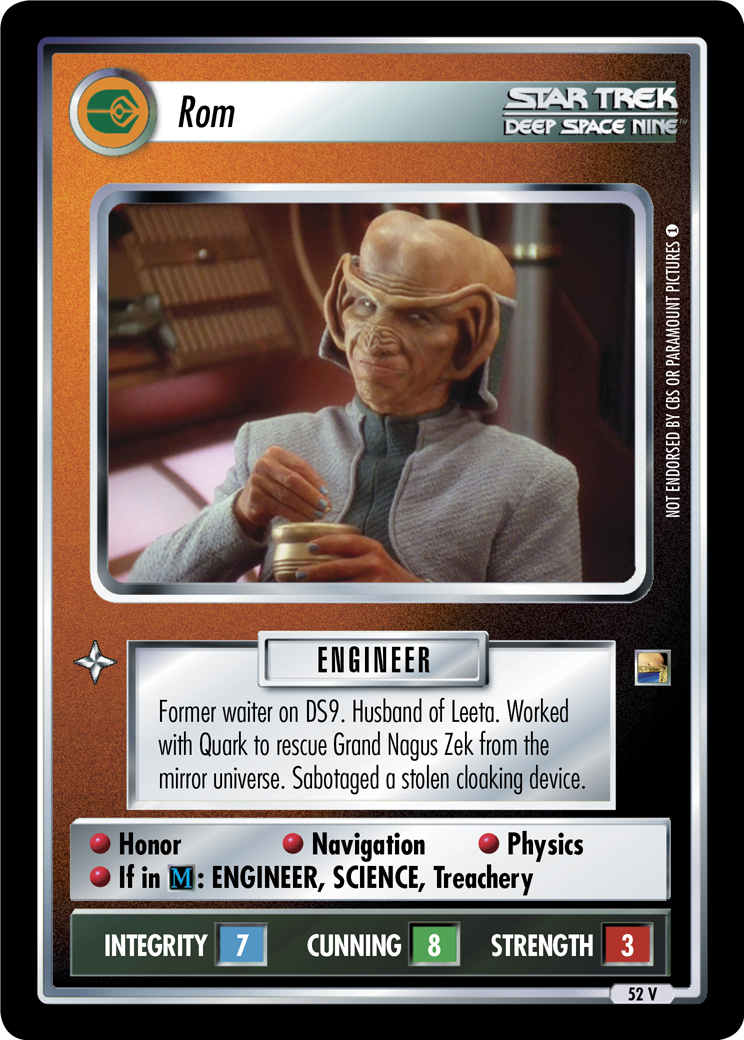 Rom
STAR TREK
DEEP SPACE NINE™
NOT ENDORSED BY CBS OR PARAMOUNT PICTURES 1
ENGINEER
Former waiter on DS9. Husband of Leeta. Worked
with Quark to rescue Grand Nagus Zek from the
mirror universe. Sabotaged a stolen cloaking device.
Honor Navigation Physics
If in M: ENGINEER, SCIENCE, Treachery
INTEGRITY 7 CUNNING 8 STRENGTH 3
52 V